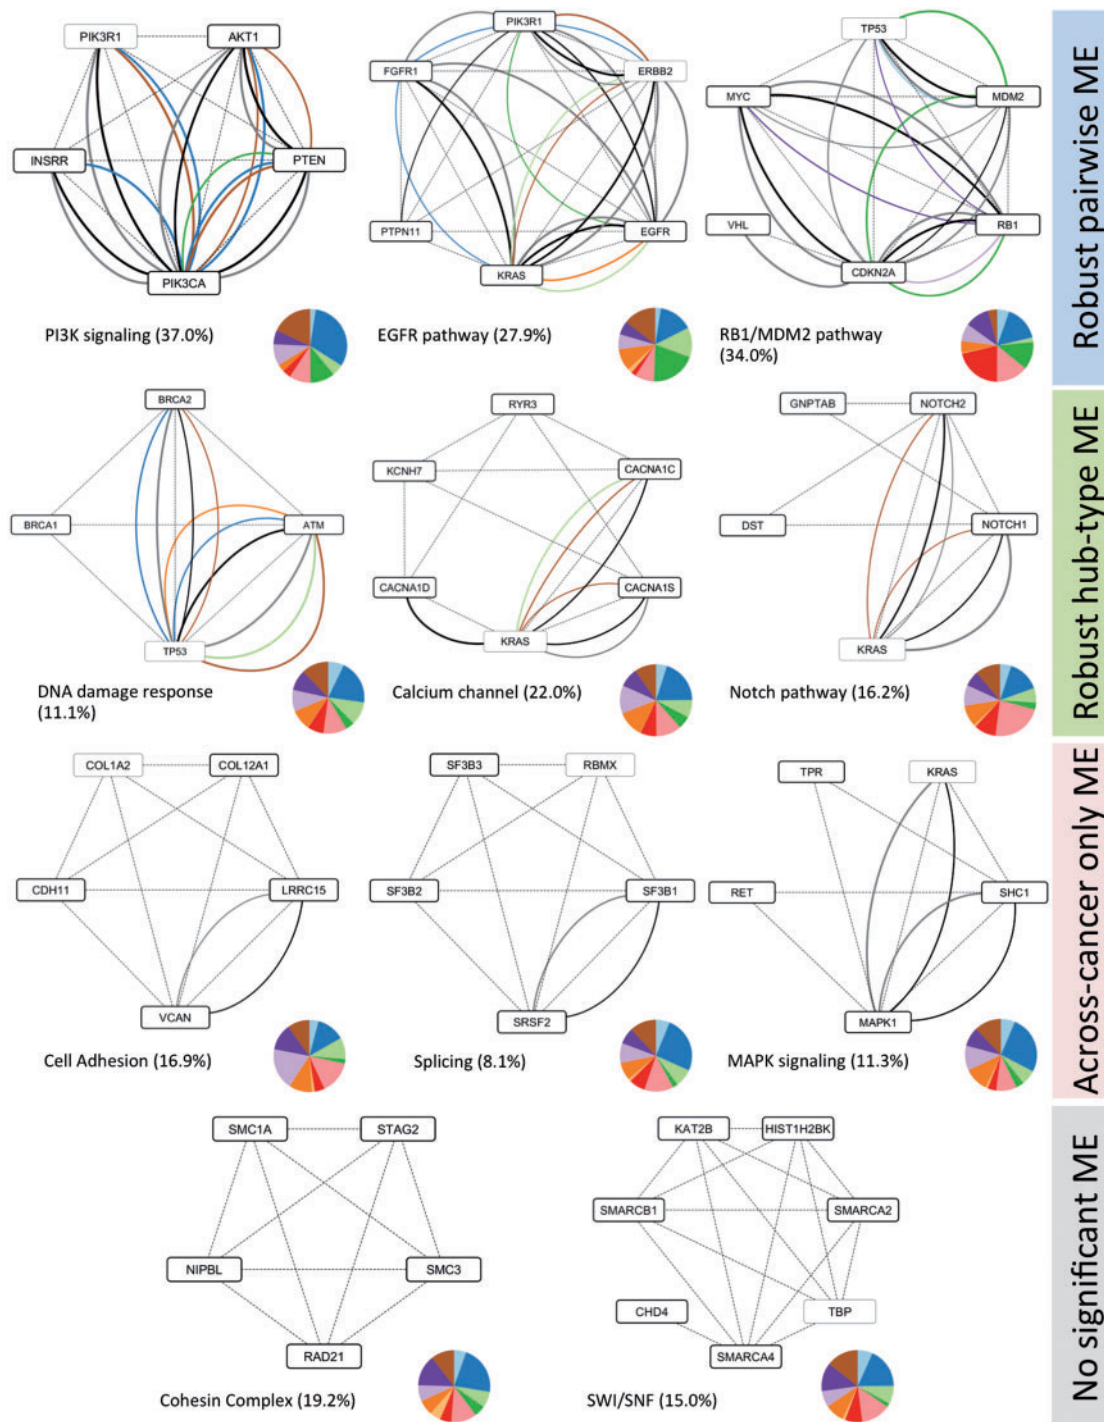 PIK3R1
AKT1
INSRR
PTEN
PIK3CA
PI3K signaling (37.0%)
PIK3R1
FGFR1
ERBB2
PTPN11
EGFR
KRAS
EGFR pathway (27.9%)
TP53
MYC
MDM2
VHL
RB1
CDKN2A
RB1/MDM2 pathway
(34.0%)
Robust pairwise ME
BRCA2
BRCA1
ATM
TP53
DNA damage response
(11.1%)
RYR3
KCNH7
CACNA1C
CACNA1D
CACNA1S
KRAS
Calcium channel (22.0%)
GNPTAB
NOTCH2
DST
NOTCH1
KRAS
Notch pathway (16.2%)
Robust hub-type ME
COL1A2
COL12A1
CDH11
LRRC15
VCAN
Cell Adhesion (16.9%)
SF3B3
RBMX
SF3B2
SF3B1
SRSF2
Splicing (8.1%)
TPR
KRAS
RET
SHC1
MAPK1
MAPK signaling (11.3%)
Across-cancer only ME
SMC1A
STAG2
NIPBL
SMC3
RAD21
Cohesin Complex (19.2%)
KAT2B
HIST1H2BK
SMARCB1
SMARCA2
CHD4
TBP
SMARCA4
SWI/SNF (15.0%)
No significant ME